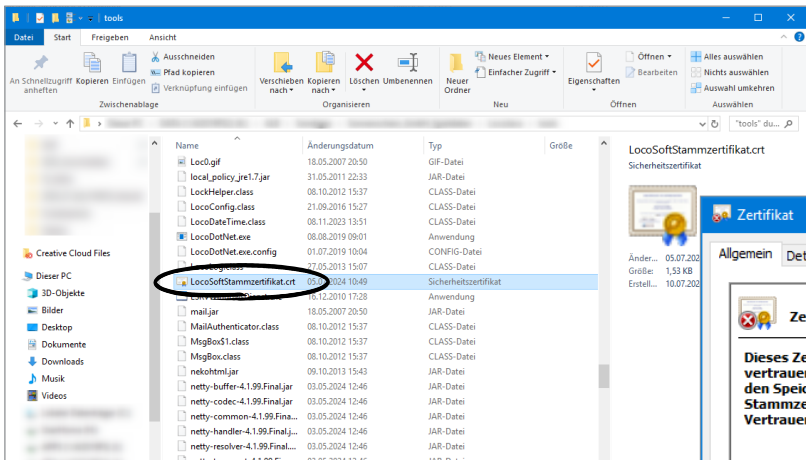 tools
Datei Start Freigeben Ansicht
An Schnellzugriff anheften
Kopieren
Einfügen
Ausschneiden
Pfad kopieren
Verknüpfung einfügen
Zwischenablage
Verschieben nach
Kopieren nach
Löschen
Umbenennen
Organisieren
Neuer Ordner
Neues Element
Einfacher Zugriff
Neu
Eigenschaften
Öffnen
Bearbeiten
Öffnen
Alles auswählen
Nichts auswählen
Auswahl umkehren
Auswählen
"tools" du...
Creative Cloud Files
Dieser PC
3D-Objekte
Bilder
Desktop
Dokumente
Downloads
Musik
Videos
Name Änderungsdatum Typ Größe
Loc0.gif 18.05.2007 20:50 GIF-Datei
local_policy_jre1.7.jar 31.05.2011 22:33 JAR-Datei
LockHelper.class 08.10.2012 15:37 CLASS-Datei
LocoConfig.class 21.09.2016 15:27 CLASS-Datei
LocoDateTime.class 08.11.2023 13:51 CLASS-Datei
LocoDotNet.exe 08.08.2019 09:01 Anwendung
LocoDotNet.exe.config 01.07.2019 10:04 CONFIG-Datei
27.05.2013 15:07 CLASS-Datei
LocoSoftStammzertifikat.crt 2024 10:49 Sicherheitszertifikat
16.12.2010 17:28 Anwendung
mail.jar 18.05.2007 20:50 JAR-Datei
MailAuthenticator.class 08.10.2012 15:37 CLASS-Datei
MsgBox$1.class 08.10.2012 15:37 CLASS-Datei
MsgBox.class 08.10.2012 15:37 CLASS-Datei
nekohtml.jar 09.10.2013 15:43 JAR-Datei
netty-buffer-4.1.99.Final.jar 03.05.2024 12:46 JAR-Datei
netty-codec-4.1.99.Final.jar 03.05.2024 12:46 JAR-Datei
netty-common-4.1.99.Fina... 03.05.2024 12:46 JAR-Datei
netty-handler-4.1.99.Final.j... 03.05.2024 12:46 JAR-Datei
netty-resolver-4.1.99.Final.... 03.05.2024 12:46 JAR-Datei
LocoSoftStammzertifikat.crt
Sicherheitszertifikat
Änder... 05.07.202
Größe: 1,53 KB
Erstell... 10.07.202
Zertifikat
Allgemein Det
Ze
Dieses Ze
vertrauer
den Speic
Stammze
Vertrauer